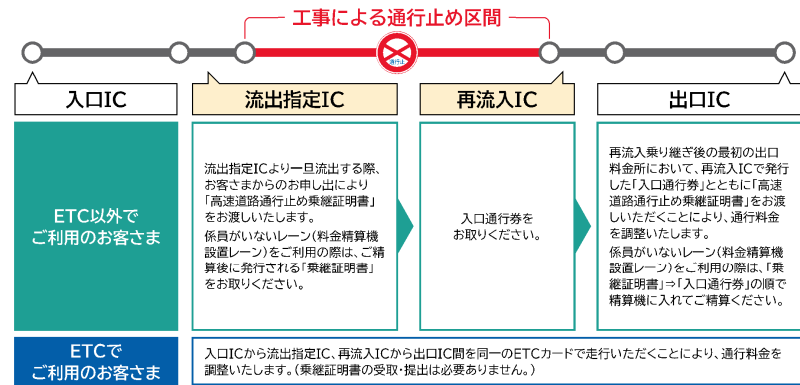 工事による通行止め区間
通行止
入口IC
流出指定IC
再流入IC
出口IC
ETC以外で
ご利用のお客さま
流出指定ICより一旦流出する際、
お客さまからのお申し出により
「高速道路通行止め乗継証明書」
をお渡しいたします。
係員がいないレーン(料金精算機
設置レーン)をご利用の際は、ご精
算後に発行される「乗継証明書」
をお取りください。
入口通行券を
お取りください。
再流入乗り継ぎ後の最初の出口
料金所において、再流入ICで発行
した「入口通行券」とともに「高速
道路通行止め乗継証明書」をお渡
しいただくことにより、通行料金
を調整いたします。
係員がいないレーン(料金精算機
設置レーン)をご利用の際は、「乗
継証明書」⇒「入口通行券」の順で
精算機に入れてご精算ください。
ETCで
ご利用のお客さま
入口ICから流出指定IC、再流入ICから出口IC間を同一のETCカードで走行いただくことにより、通行料金を
調整いたします。(乗継証明書の受取・提出は必要ありません。)